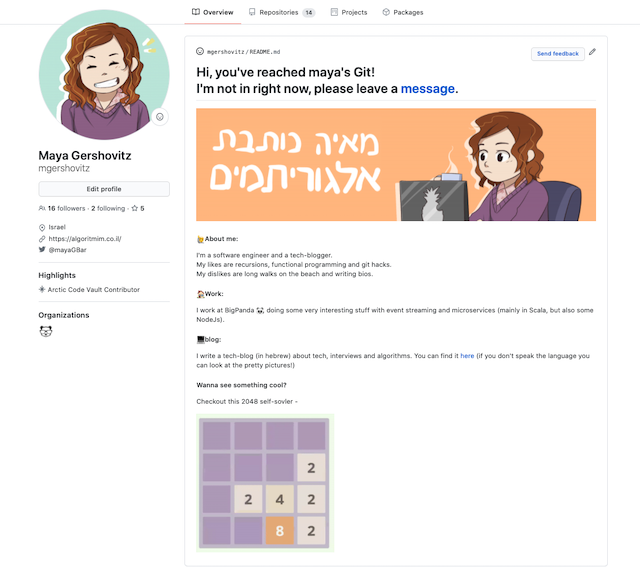 Overview
Repositories 14
Projects
Packages
Maya Gershovitz
mgershovitz
Edit profile
16 followers · 2 following · 5
Israel
https://algoritmim.co.il/
@mayaGBar
Highlights
Arctic Code Vault Contributor
Organizations
mgershovitz/README.md
Send feedback
Hi, you've reached maya's Git!
I'm not in right now, please leave a message.
מאיה כותבת
אלגוריתמים
About me:
I'm a software engineer and a tech-blogger.
My likes are recursions, functional programming and git hacks.
My dislikes are long walks on the beach and writing bios.
Work:
I work at BigPanda 🐼 doing some very interesting stuff with event streaming and microservices (mainly in Scala, but also some
NodeJs).
blog:
I write a tech-blog (in hebrew) about tech, interviews and algorithms. You can find it here (if you don't speak the language you
can look at the pretty pictures!)
Wanna see something cool?
Checkout this 2048 self-sovler -
2
2 4 2
8 2